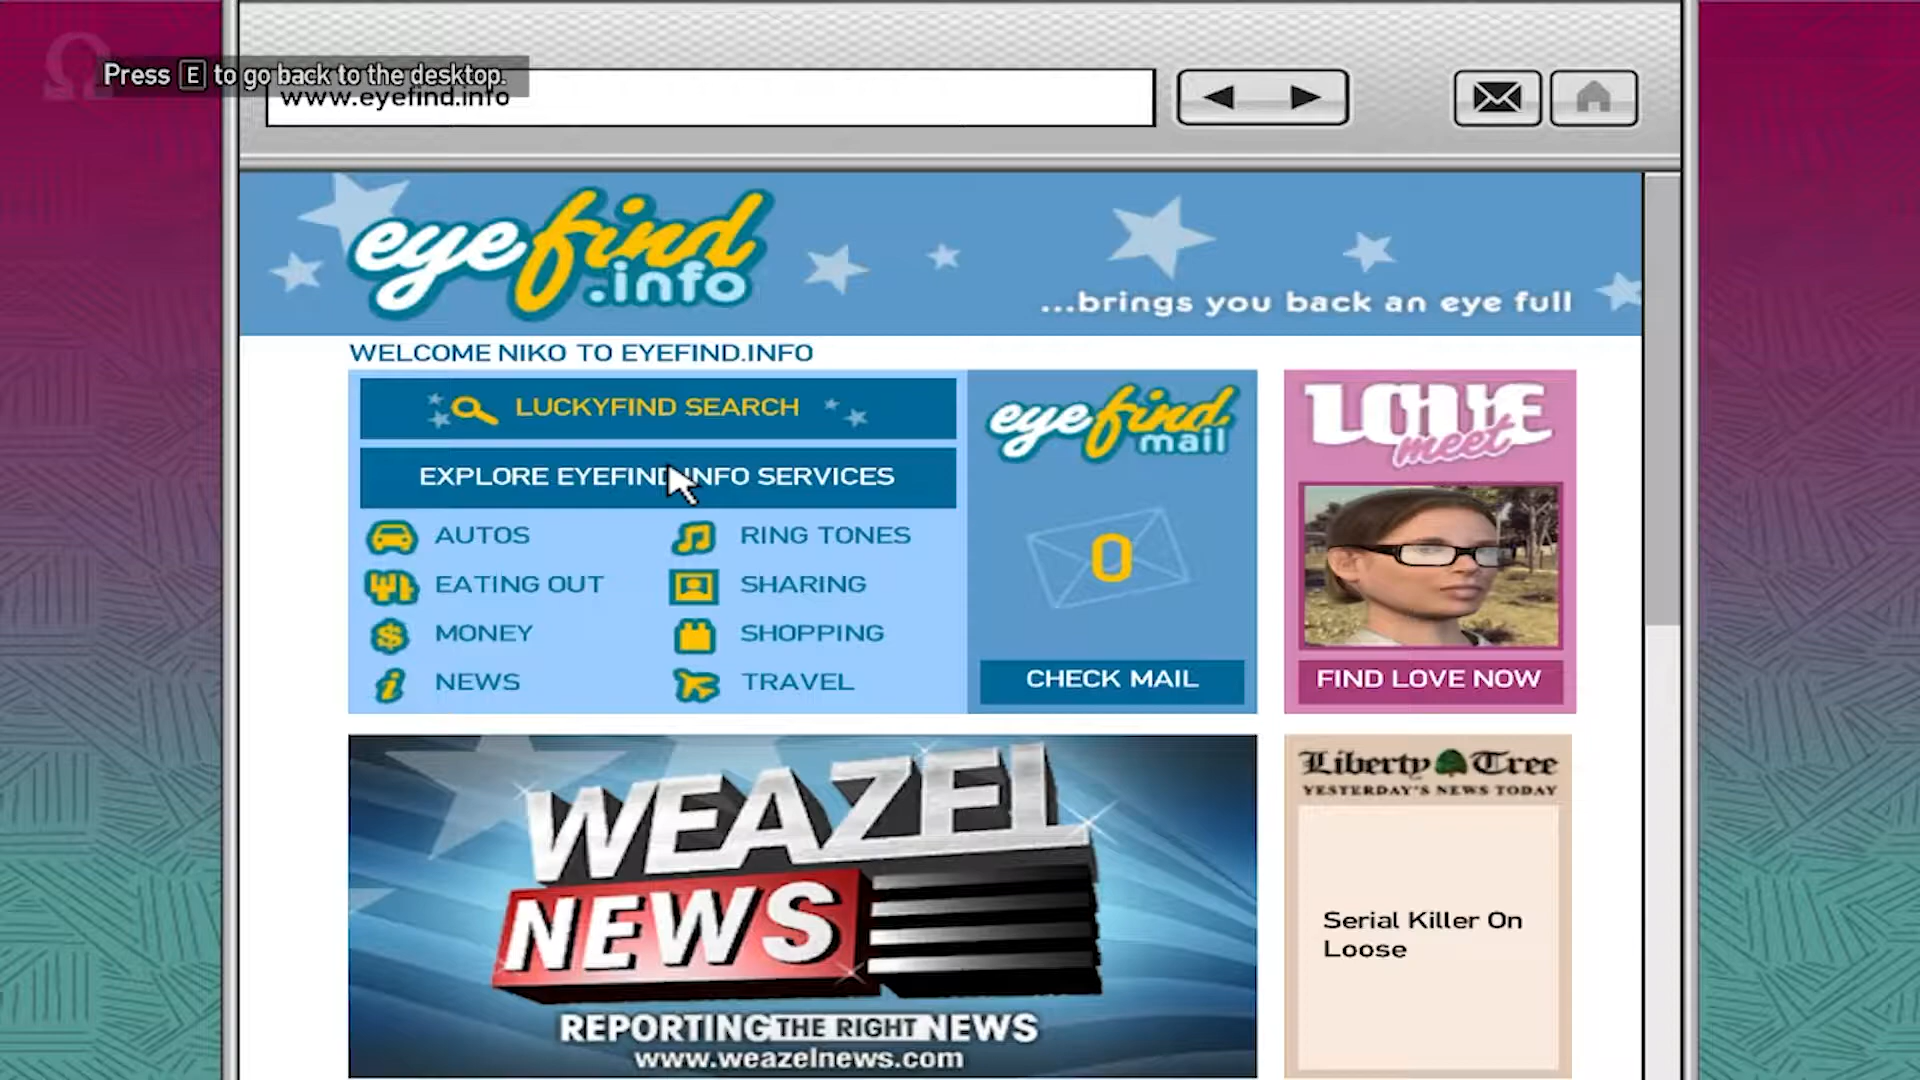 Press E to go back to the desktop.
www.eyefind.info
eyefind
.info
...brings you back an eye full
WELCOME NIKO TO EYEFIND.INFO
LUCKYFIND SEARCH
EXPLORE EYEFIND.INFO SERVICES
AUTOS
RING TONES
EATING OUT
SHARING
MONEY
SHOPPING
NEWS
TRAVEL
eyefind
mail
0
CHECK MAIL
LOVE
meet
FIND LOVE NOW
WEAZEL
NEWS
REPORTING THE RIGHT NEWS
www.weazelnews.com
Liberty Tree
YESTERDAY'S NEWS TODAY
Serial Killer On
Loose